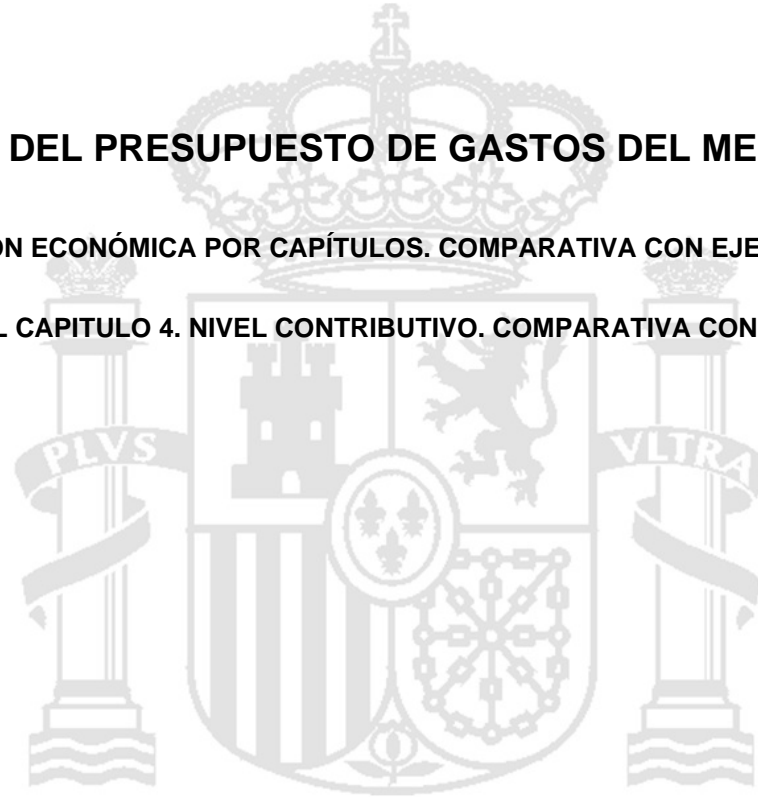 DEL PRESUPUESTO DE GASTOS DEL ME
ÓN ECONÓMICA POR CAPÍTULOS. COMPARATIVA CON EJE
L CAPITULO 4. NIVEL CONTRIBUTIVO. COMPARATIVA CON
PLVS VLTRA